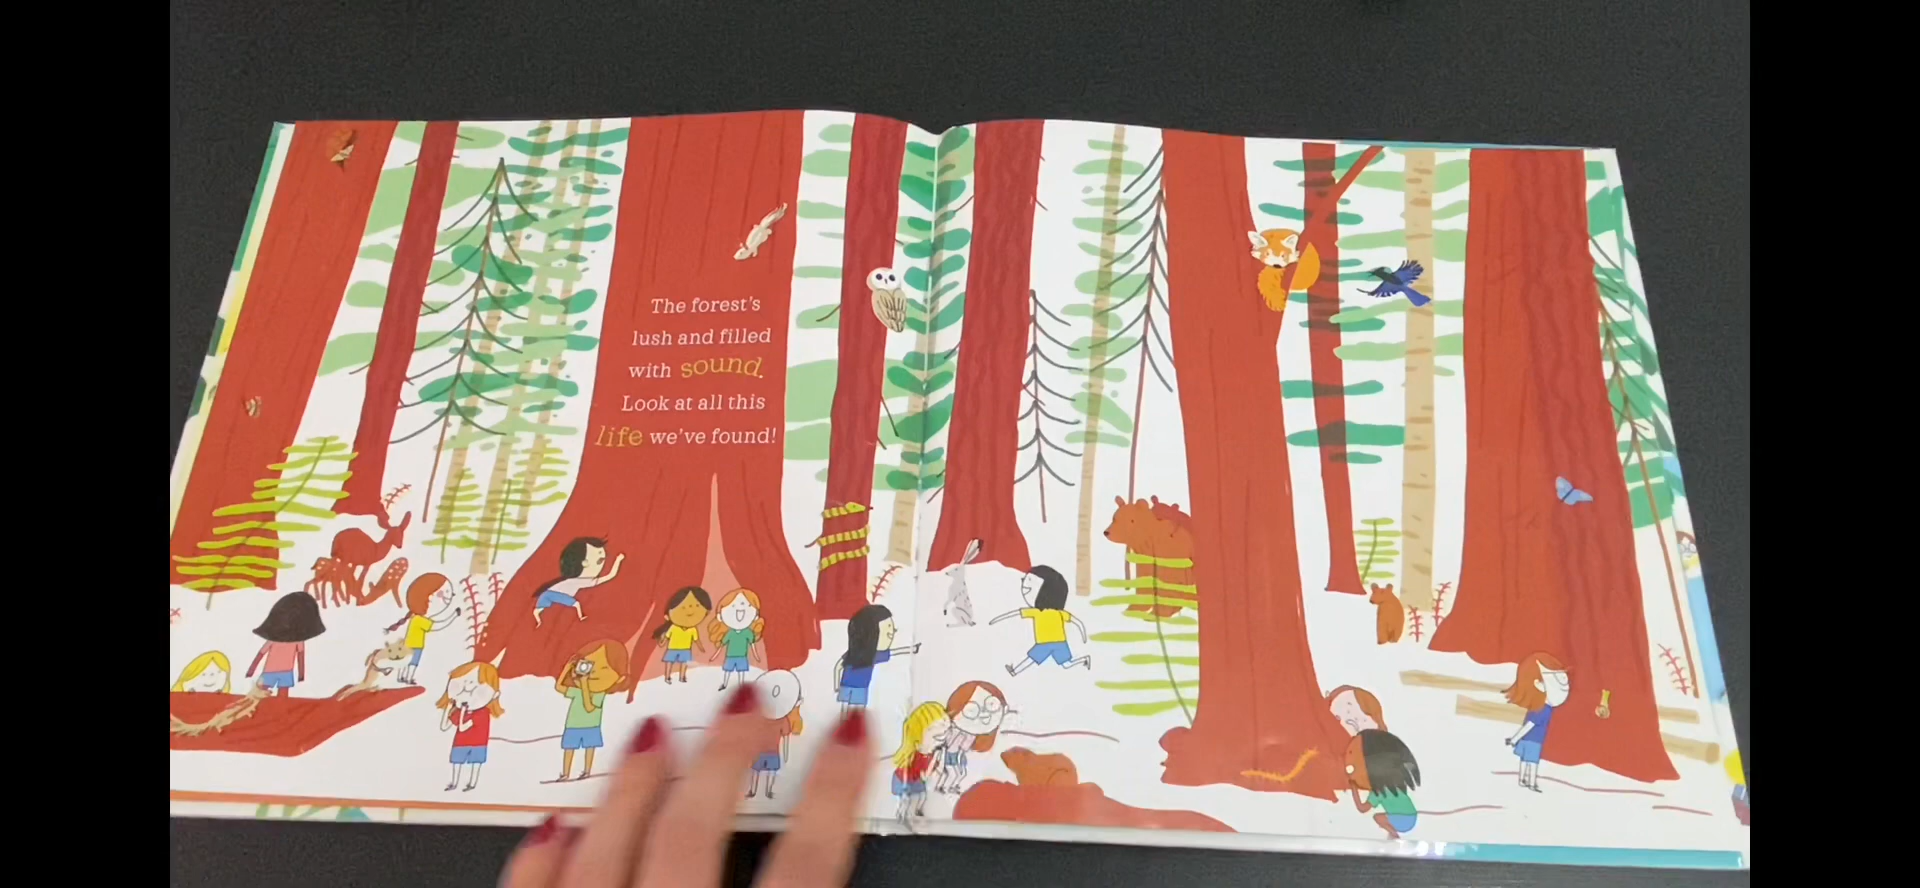 The forest's
lush and filled
with sound.
Look at all this
life we've found!